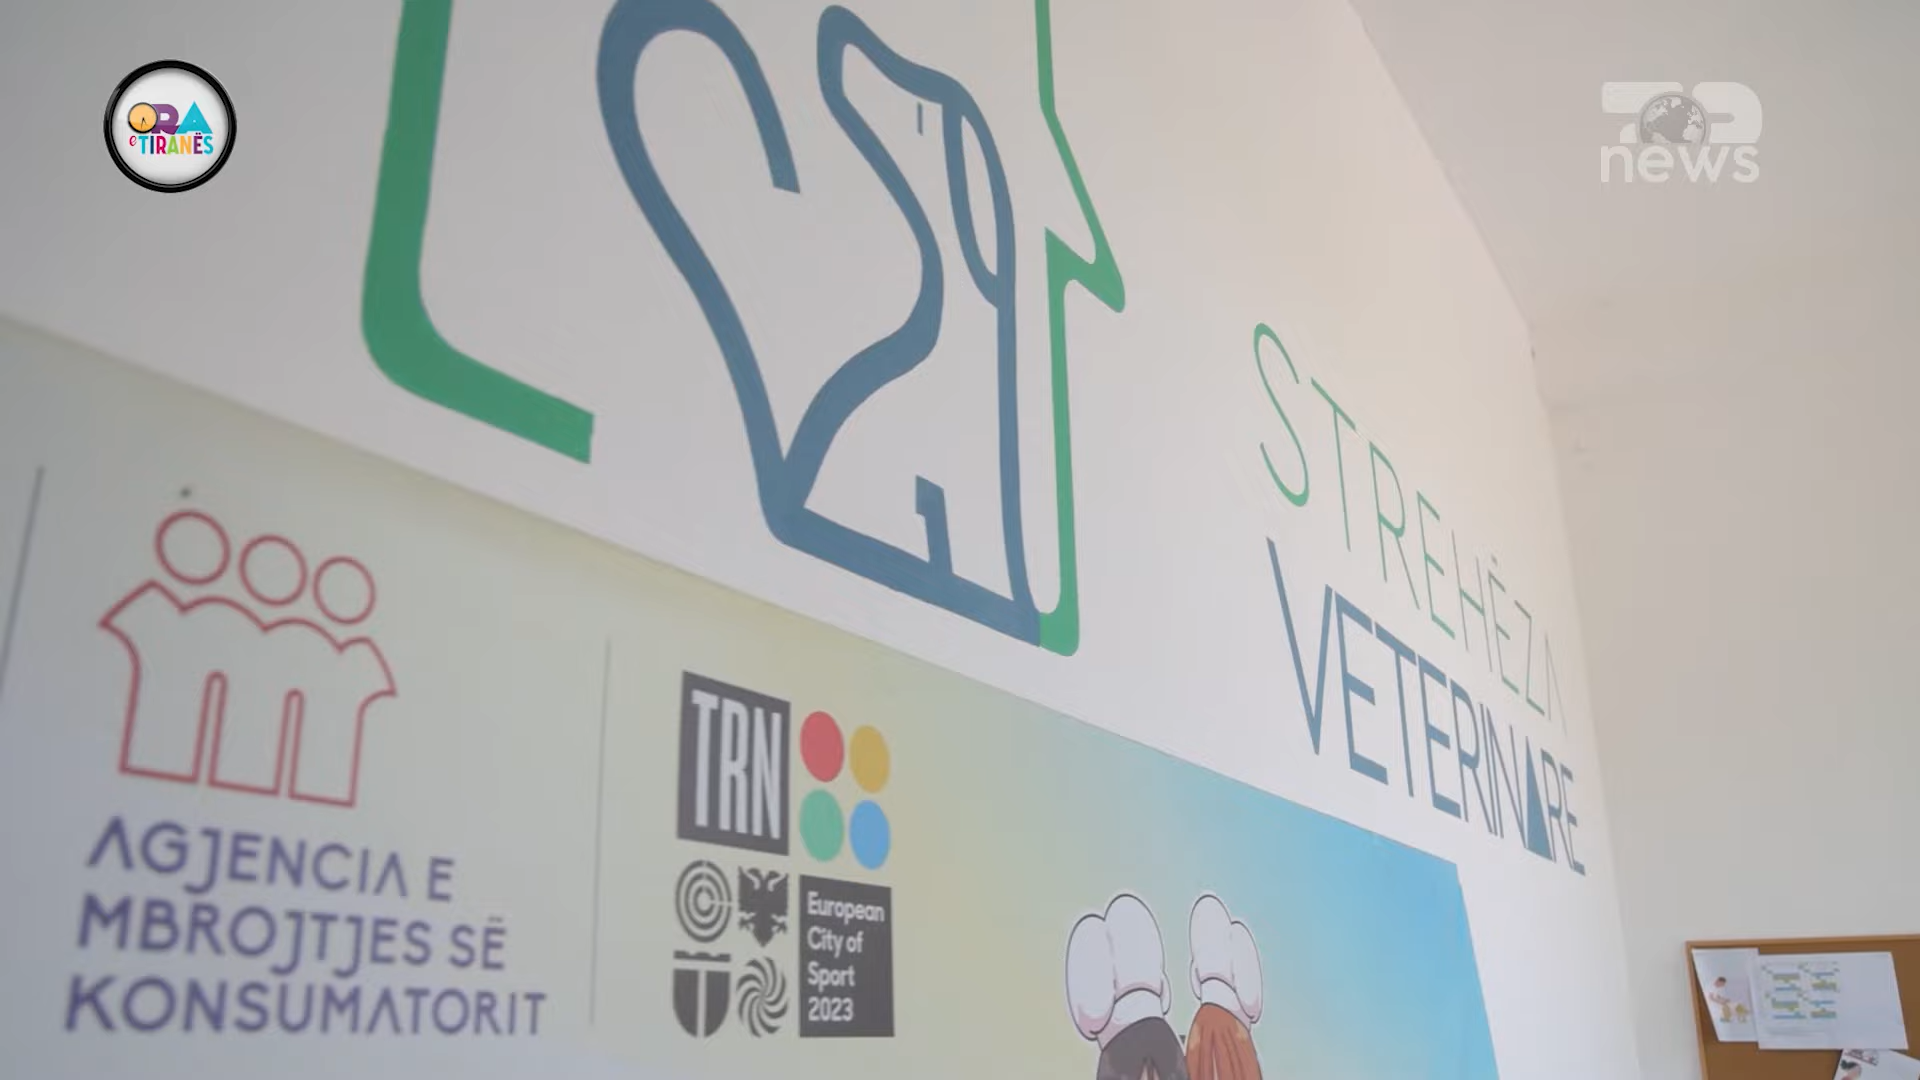 ORA
e TIRANËS
news
STREHËZA
VETERINARE
AGJENCIA E
MBROJTJES SË
KONSUMATORIT
TRN
European
City of
Sport
2023